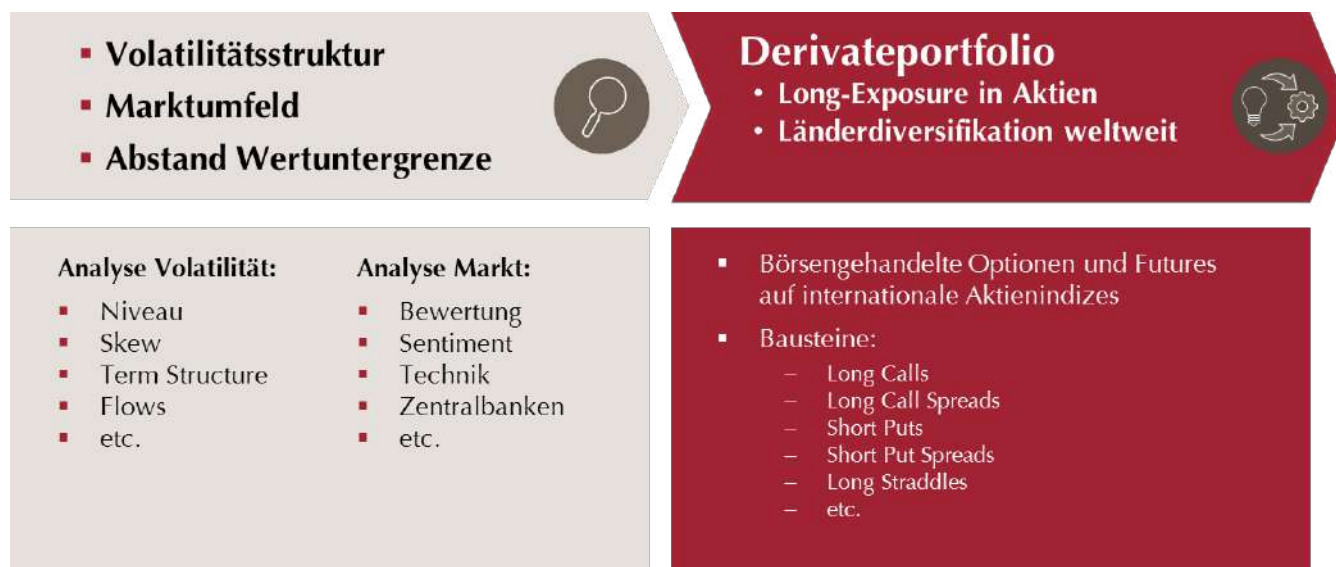 ▪ Volatilitätsstruktur
▪ Marktumfeld
▪ Abstand Wertuntergrenze
Derivateportfolio
• Long-Exposure in Aktien
• Länderdiversifikation weltweit
Analyse Volatilität:
▪ Niveau
▪ Skew
▪ Term Structure
▪ Flows
▪ etc.
Analyse Markt:
▪ Bewertung
▪ Sentiment
▪ Technik
▪ Zentralbanken
▪ etc.
▪ Börsengehandelte Optionen und Futures
auf internationale Aktienindizes
▪ Bausteine:
– Long Calls
– Long Call Spreads
– Short Puts
– Short Put Spreads
– Long Straddles
– etc.